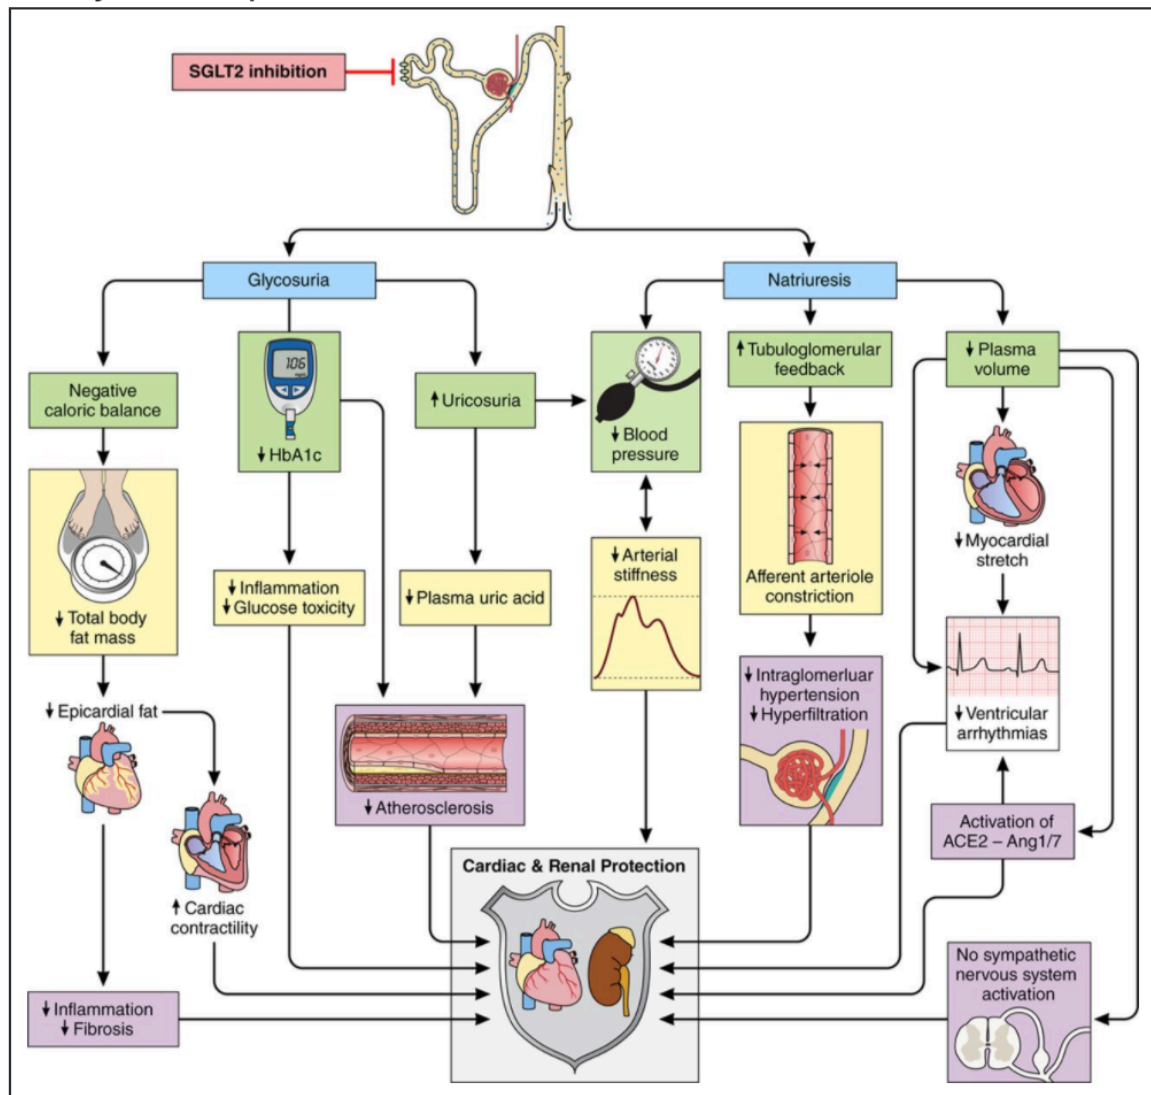 SGLT2 inhibition
Glycosuria
Natriuresis
Negative
caloric balance
106
↓ HbA1c
↑ Uricosuria
↓ Blood
pressure
↑ Tubuloglomerular
feedback
↓ Plasma
volume
↓ Total body
fat mass
↓ Inflammation
↓ Glucose toxicity
↓ Plasma uric acid
↓ Arterial
stiffness
Afferent arteriole
constriction
↓ Myocardial
stretch
↓ Epicardial fat
↑ Cardiac
contractility
↓ Atherosclerosis
↓ Intraglomerluar
hypertension
↓ Hyperfiltration
↓ Ventricular
arrhythmias
Activation of
ACE2 – Ang1/7
Cardiac & Renal Protection
↓ Inflammation
↓ Fibrosis
No sympathetic
nervous system
activation